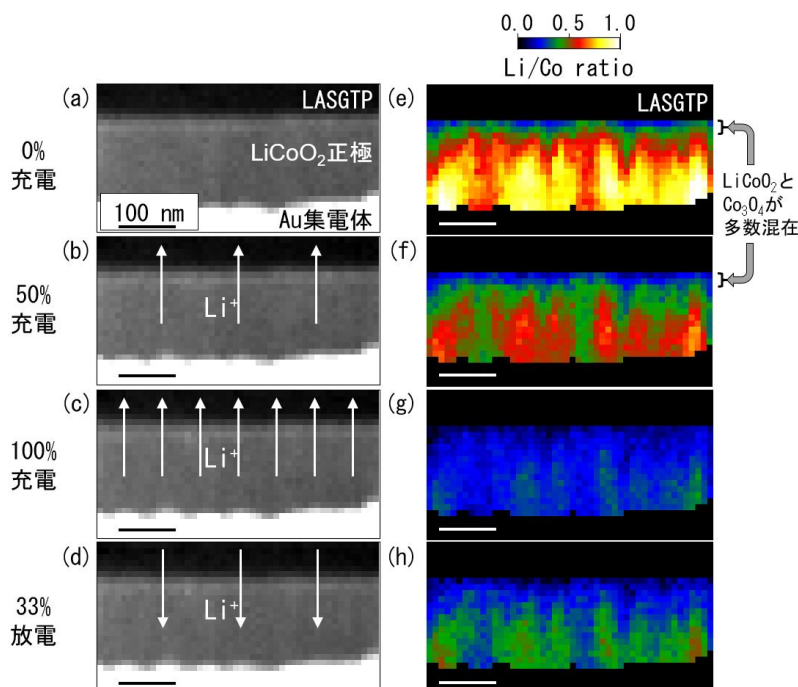 0.0 0.5 1.0
Li/Co ratio
(a)
LASGTP
LiCoO₂正極
100 nm
Au集電体
0%
充電
(e)
LASGTP
LiCoO₂と
Co₃O₄が
多数混在
(b)
Li⁺
50%
充電
(f)
(c)
Li⁺
100%
充電
(g)
(d)
Li⁺
33%
放電
(h)